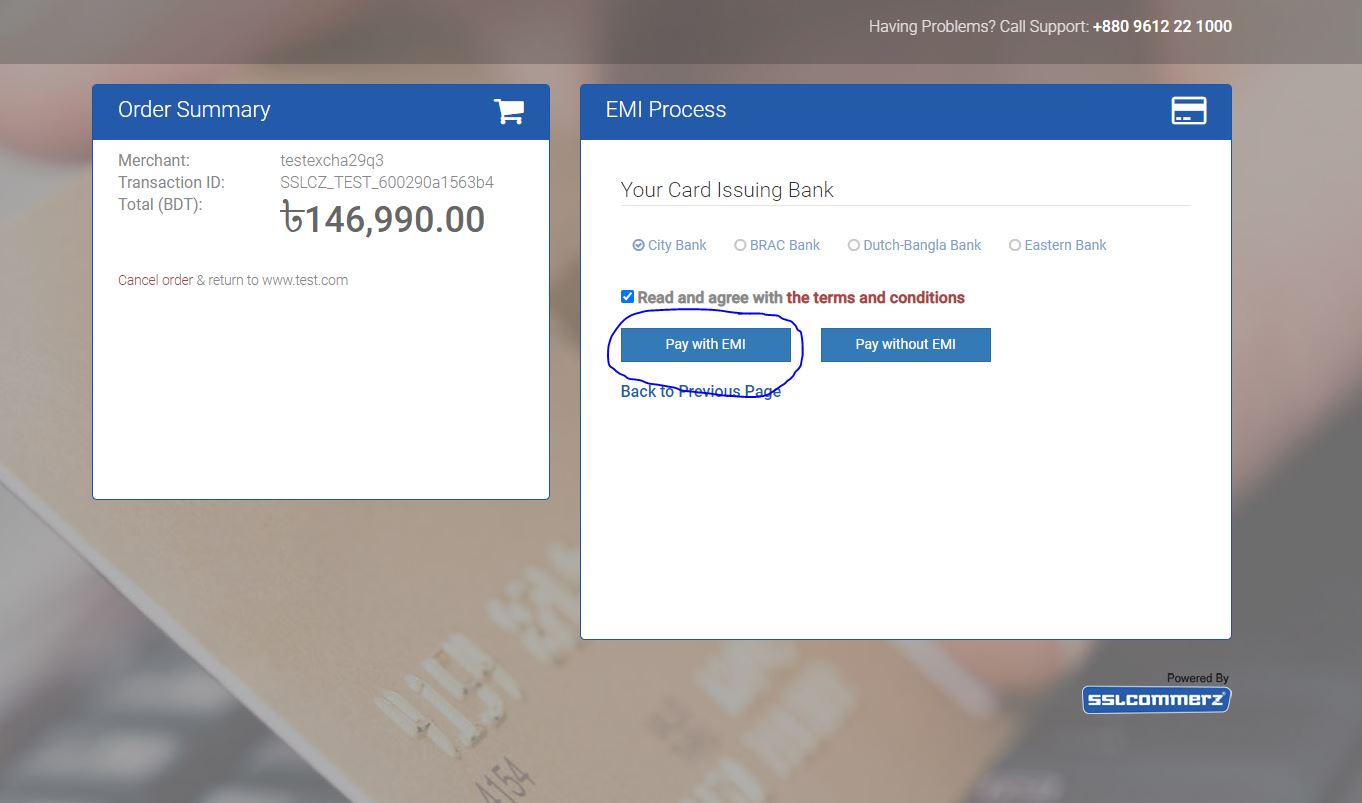 Having Problems? Call Support: +880 9612 22 1000
Order Summary
Merchant: testexcha29q3
Transaction ID: SSLCZ_TEST_600290a1563b4
Total (BDT): ৳146,990.00
Cancel order & return to www.test.com
EMI Process
Your Card Issuing Bank
City Bank BRAC Bank Dutch-Bangla Bank Eastern Bank
Read and agree with the terms and conditions
Pay with EMI Pay without EMI
Back to Previous Page
Powered By
SSLCOMMERZ
4154